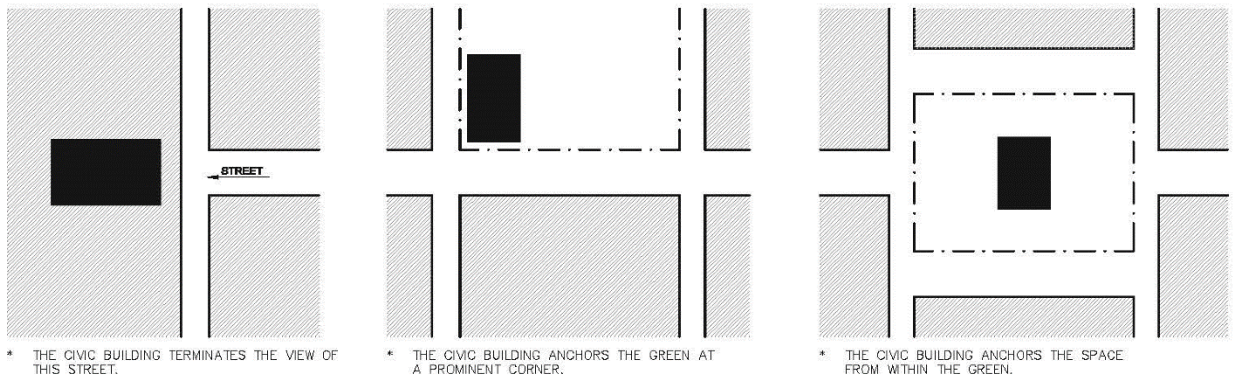 STREET
* THE CIVIC BUILDING TERMINATES THE VIEW OF
THIS STREET.
* THE CIVIC BUILDING ANCHORS THE GREEN AT
A PROMINENT CORNER.
* THE CIVIC BUILDING ANCHORS THE SPACE
FROM WITHIN THE GREEN.